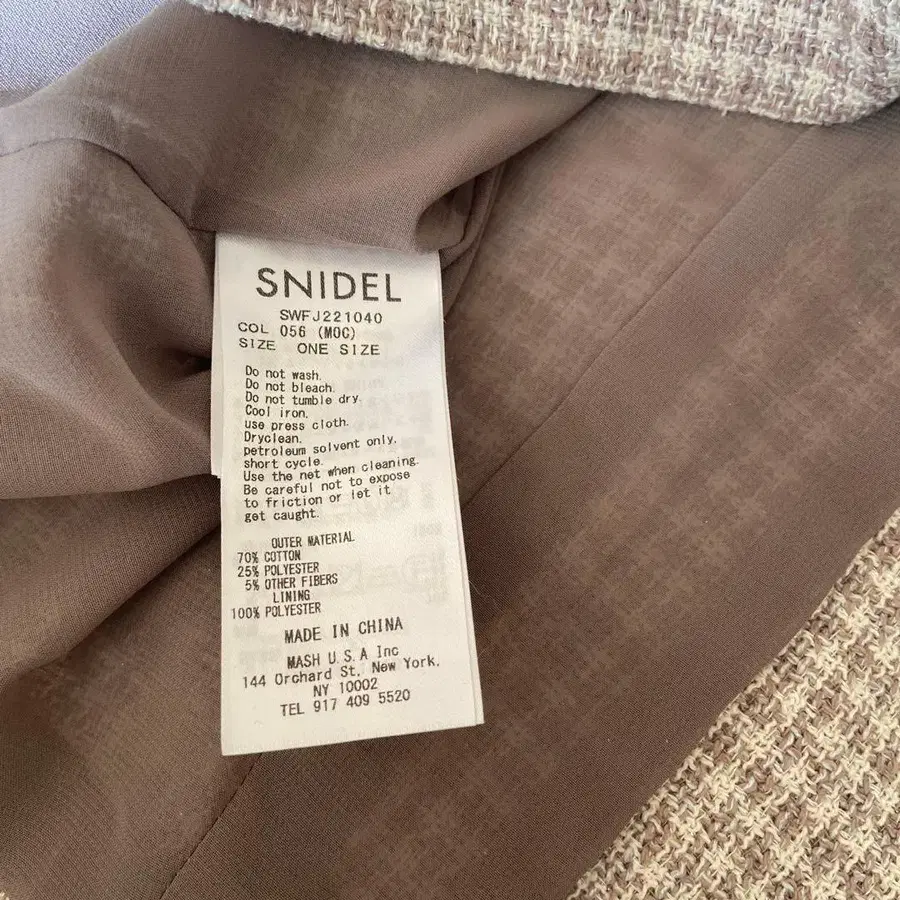 SNIDEL
SWFJ221040
COL 056 (MOC)
SIZE ONE SIZE
Do not wash.
Do not bleach.
Do not tumble dry.
Cool iron.
use press cloth.
Dryclean.
petroleum solvent only.
short cycle.
Use the net when cleaning.
Be careful not to expose
to friction or let it
get caught.
OUTER MATERIAL
70% COTTON
25% POLYESTER
5% OTHER FIBERS
LINING
100% POLYESTER
MADE IN CHINA
MASH U.S.A Inc
144 Orchard St. New York.
NY 10002
TEL 917 409 5520